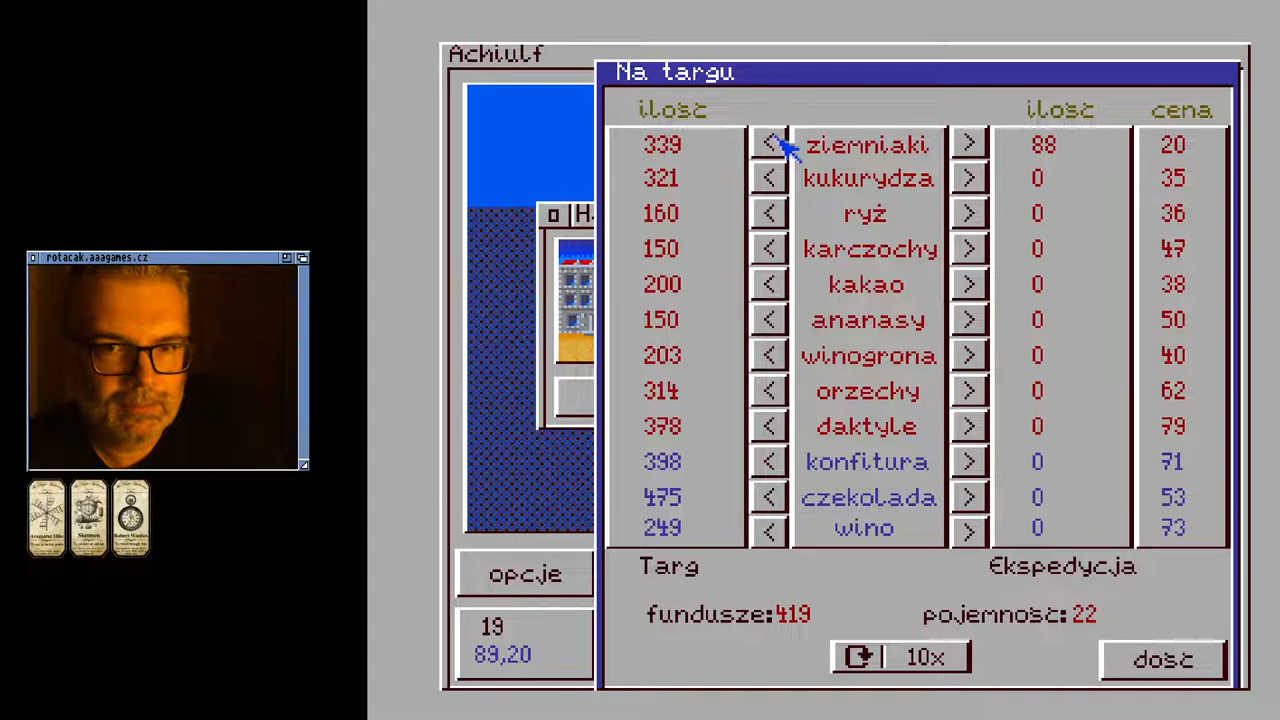 Achiulf
Na targu
ilość ilość cena
339 < ziemniaki > 88 20
321 < kukurydza > 0 35
160 < ryż > 0 36
150 < karczochy > 0 47
200 < kakao > 0 38
150 < ananasy > 0 50
203 < winogrona > 0 40
314 < orzechy > 0 62
378 < daktyle > 0 79
398 < konfitura > 0 71
475 < czekolada > 0 53
249 < wino > 0 73
Targ Ekspedycja
fundusze:419 pojemność:22
10x dość
opcje
19
89,20
rotacak.aaagames.cz